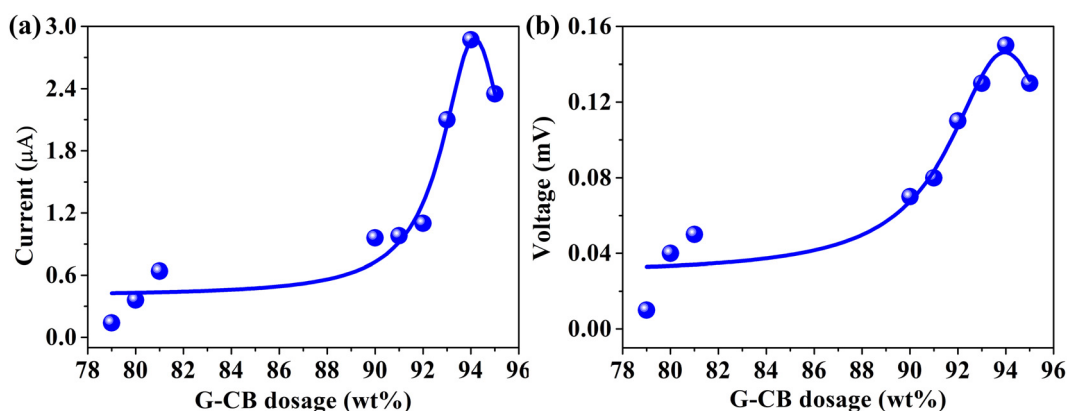 (a)
3.0
2.4
1.8
1.2
0.6
0.0
Current (μA)
78 80 82 84 86 88 90 92 94 96
G-CB dosage (wt%)
(b)
0.16
0.12
0.08
0.04
0.00
Voltage (mV)
78 80 82 84 86 88 90 92 94 96
G-CB dosage (wt%)